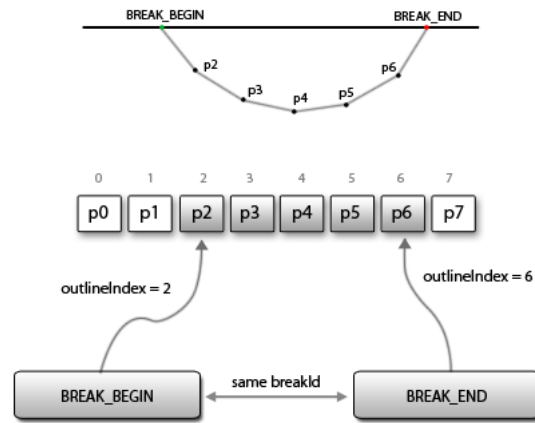 BREAK_BEGIN BREAK_END
p2 p6
p3 p4 p5
0 1 2 3 4 5 6 7
p0 p1 p2 p3 p4 p5 p6 p7
outlineIndex = 2 outlineIndex = 6
same breakId
BREAK_BEGIN BREAK_END